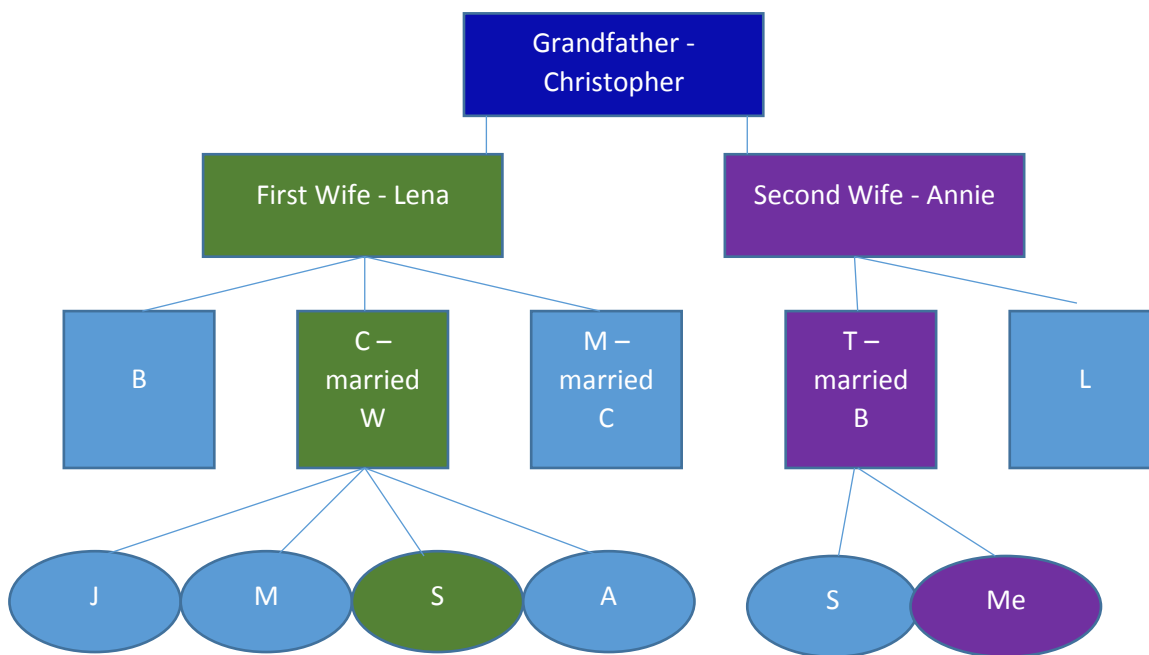 Grandfather -
Christopher
First Wife - Lena
Second Wife - Annie
B
C –
married
W
M –
married
C
T –
married
B
L
J
M
S
A
S
Me